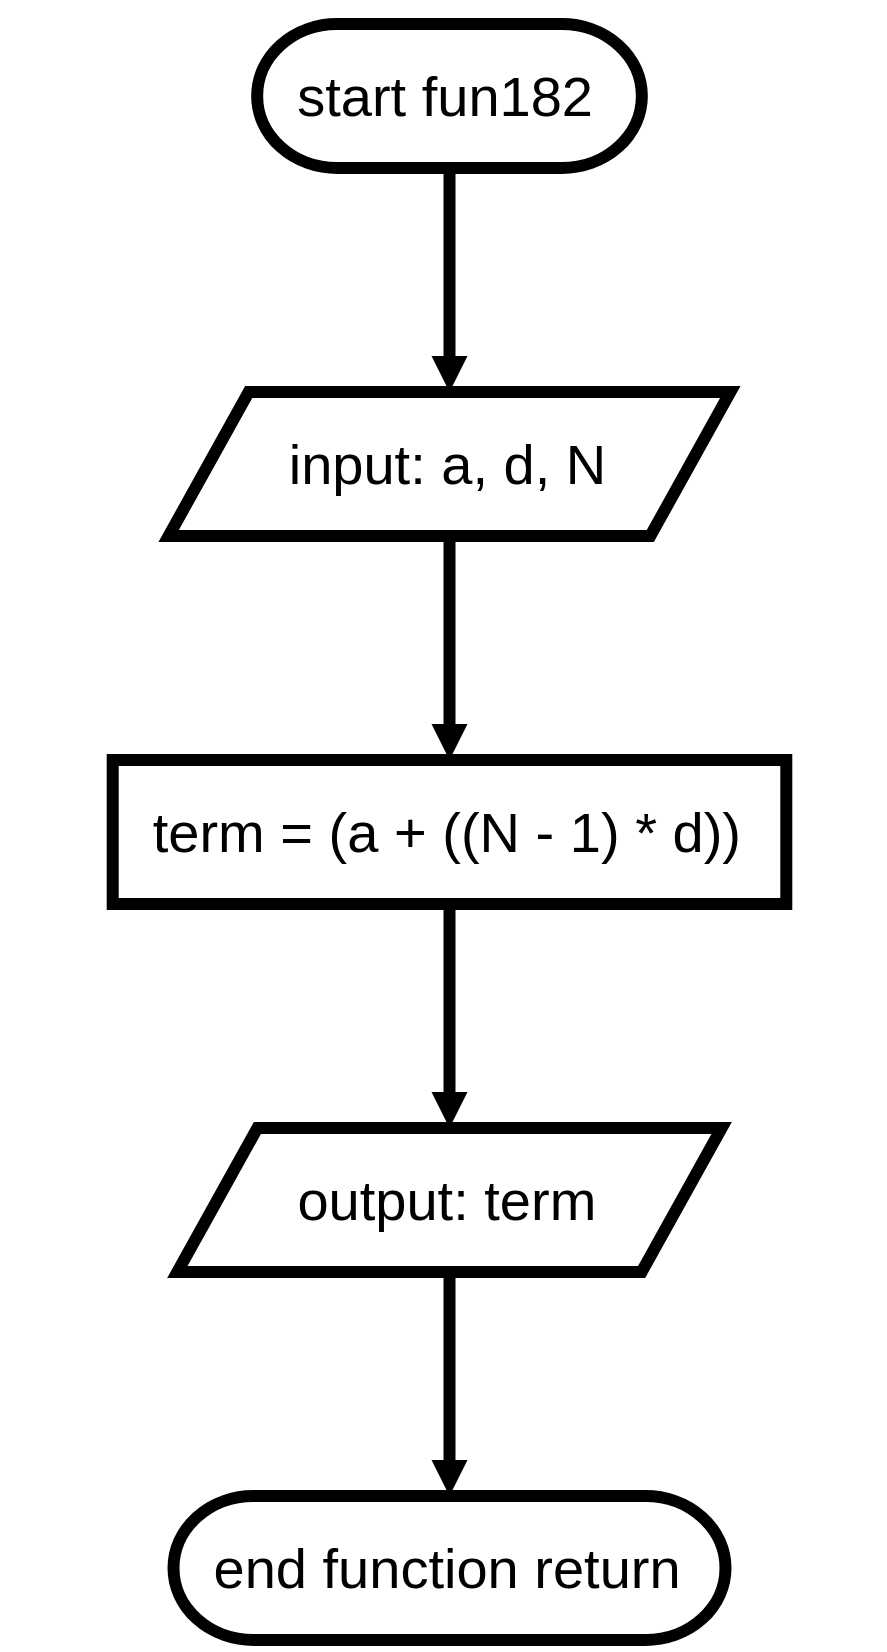 start fun182
input: a, d, N
term = (a + ((N - 1) * d))
output: term
end function return